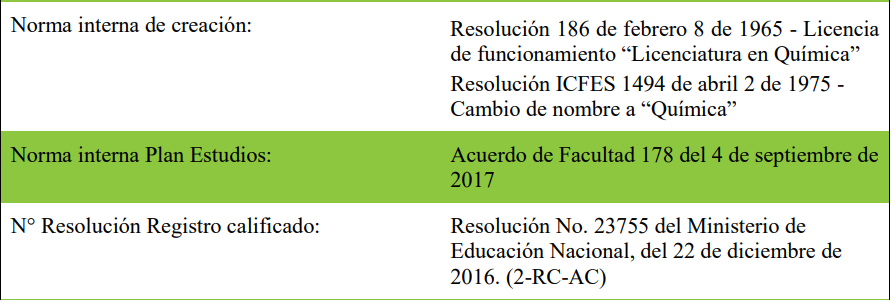 Norma interna de creación:
Resolución 186 de febrero 8 de 1965 - Licencia
de funcionamiento “Licenciatura en Química”
Resolución ICFES 1494 de abril 2 de 1975 -
Cambio de nombre a “Química”
Norma interna Plan Estudios:
Acuerdo de Facultad 178 del 4 de septiembre de
2017
N° Resolución Registro calificado:
Resolución No. 23755 del Ministerio de
Educación Nacional, del 22 de diciembre de
2016. (2-RC-AC)